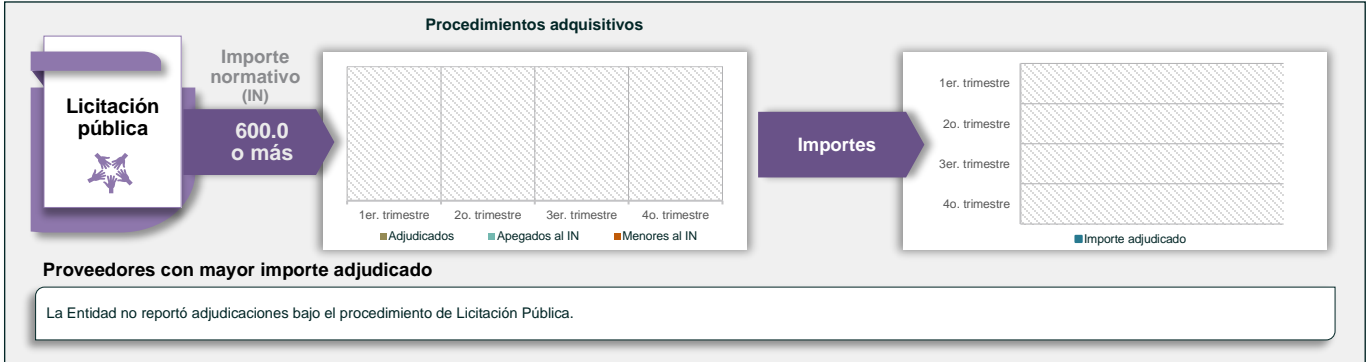 Procedimientos adquisitivos
Licitación
pública
Importe
normativo
(IN)
600.0
o más
1er. trimestre 2o. trimestre 3er. trimestre 4o. trimestre
Adjudicados Apegados al IN Menores al IN
Importes
1er. trimestre
2o. trimestre
3er. trimestre
4o. trimestre
Importe adjudicado
Proveedores con mayor importe adjudicado
La Entidad no reportó adjudicaciones bajo el procedimiento de Licitación Pública.